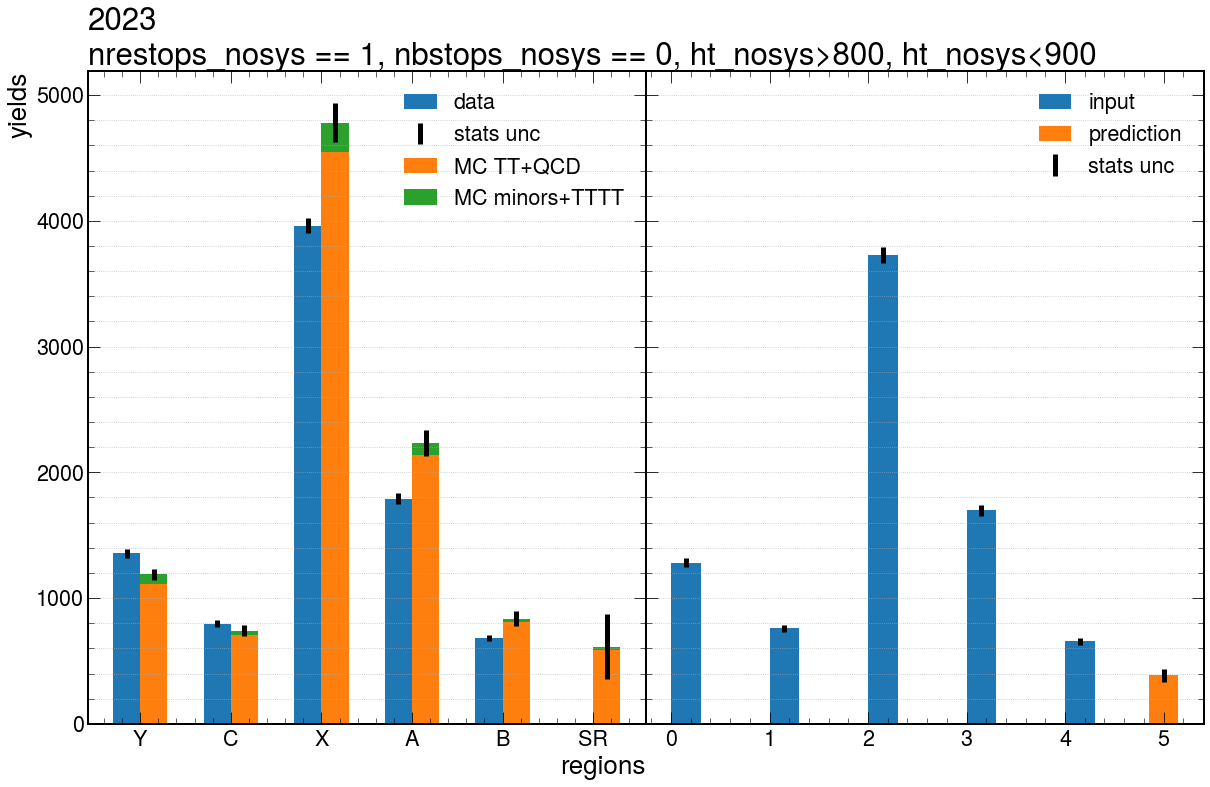 2023
nrestops_nosys == 1, nbstops_nosys == 0, ht_nosys>800, ht_nosys<900
yields
5000
4000
3000
2000
1000
0
data
stats unc
MC TT+QCD
MC minors+TTTT
input
prediction
stats unc
Y C X A B SR
0 1 2 3 4 5
regions